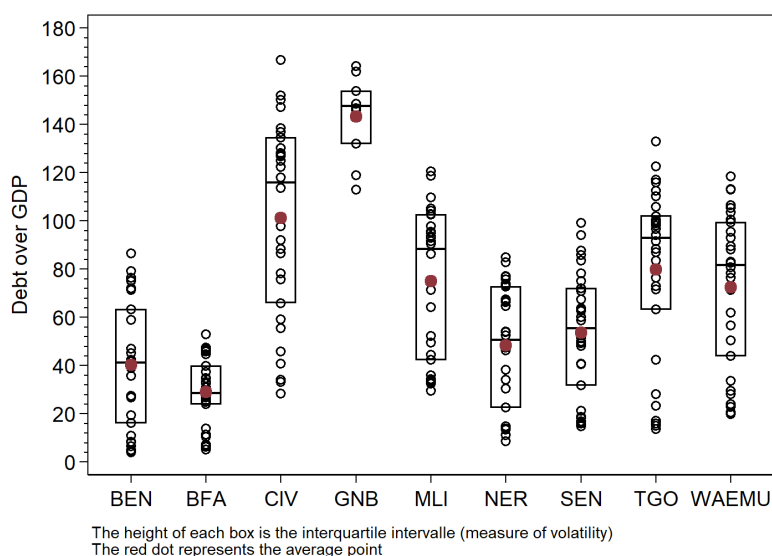 180
160
140
120
100
80
60
40
20
0
Debt over GDP
BEN BFA CIV GNB MLI NER SEN TGO WAEMU
The height of each box is the interquartile intervalle (measure of volatility)
The red dot represents the average point